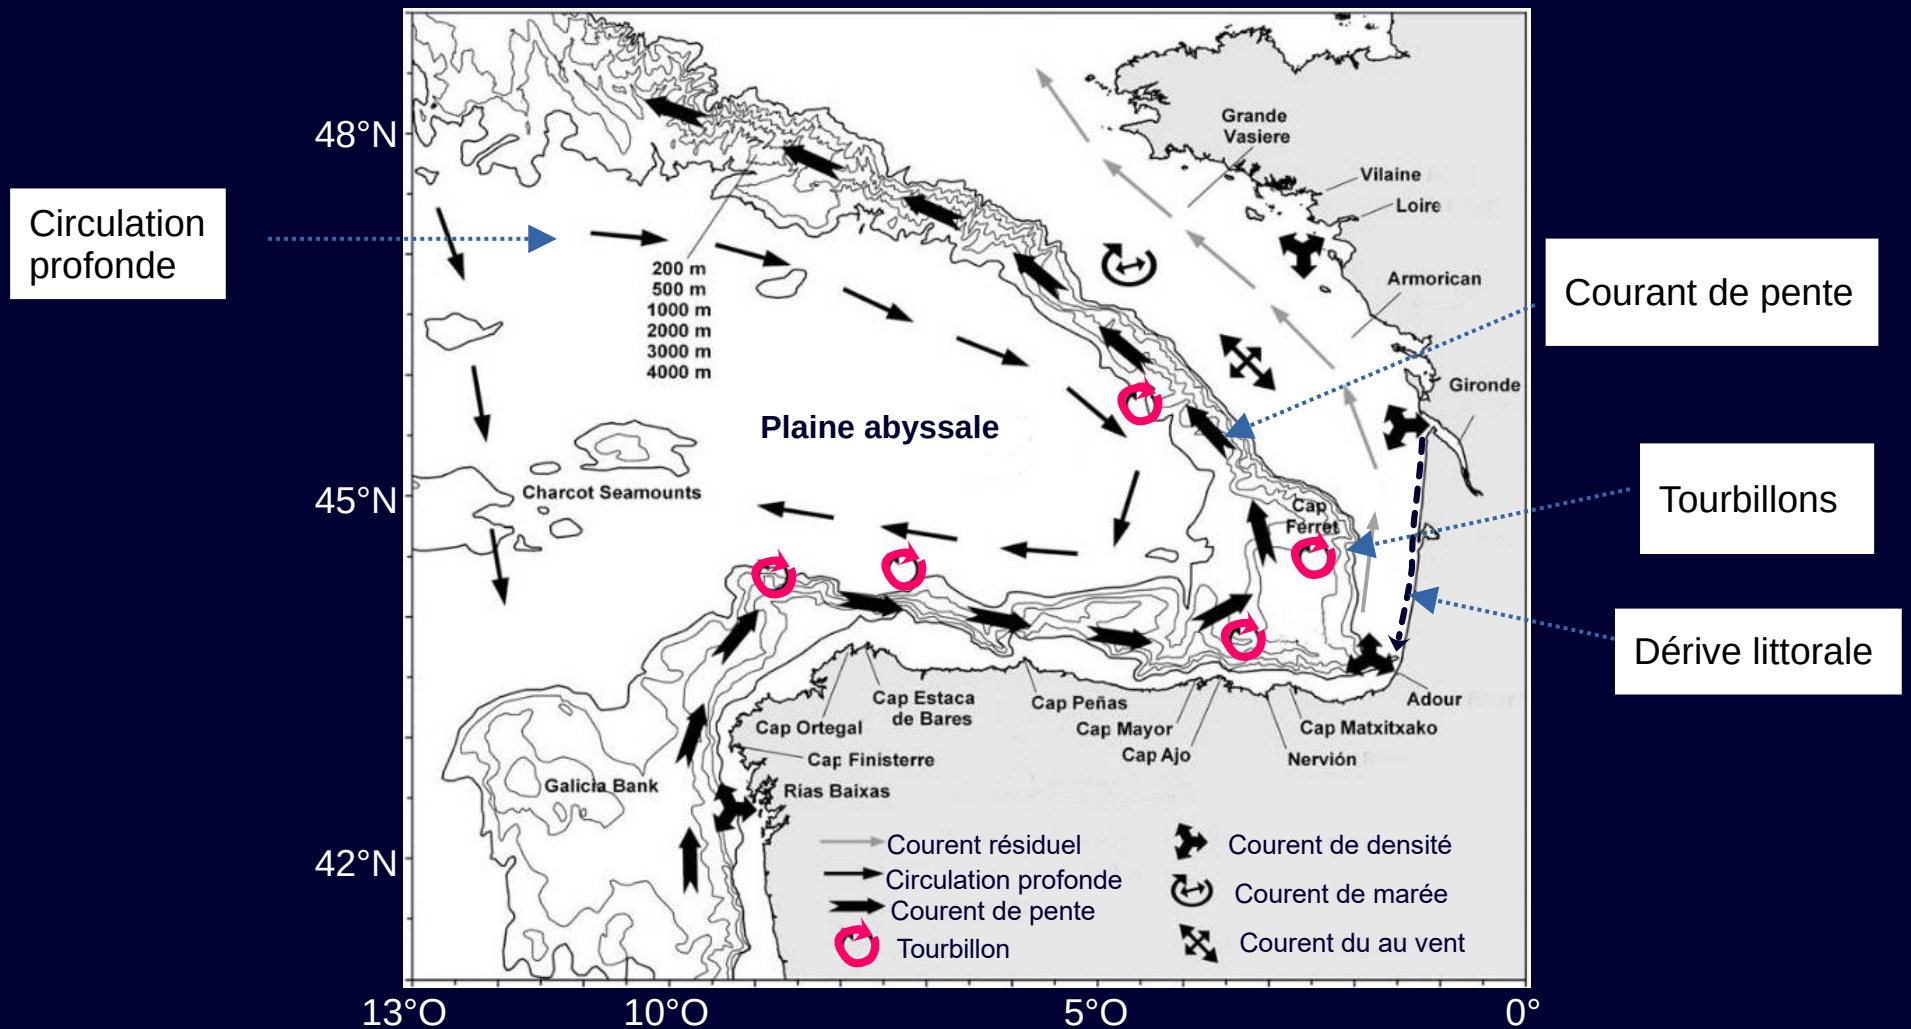 48°N
45°N
42°N
13°O
10°O
5°O
0°
Circulation
profonde
Courant de pente
Tourbillons
Dérive littorale
Grande
Vasiere
Vilaine
Loire
Armorican
Gironde
200 m
500 m
1000 m
2000 m
3000 m
4000 m
Plaine abyssale
Charcot Seamounts
Cap
Ferret
Adour
Cap Estaca
de Bares
Cap Peñas
Cap Ortegal
Cap Mayor
Cap Matxitxako
Cap Ajo
Nervión
Cap Finisterre
Galicia Bank
Rías Baixas
Courent résiduel
Circulation profonde
Courent de pente
Tourbillon
Courent de densité
Courent de marée
Courent du au vent